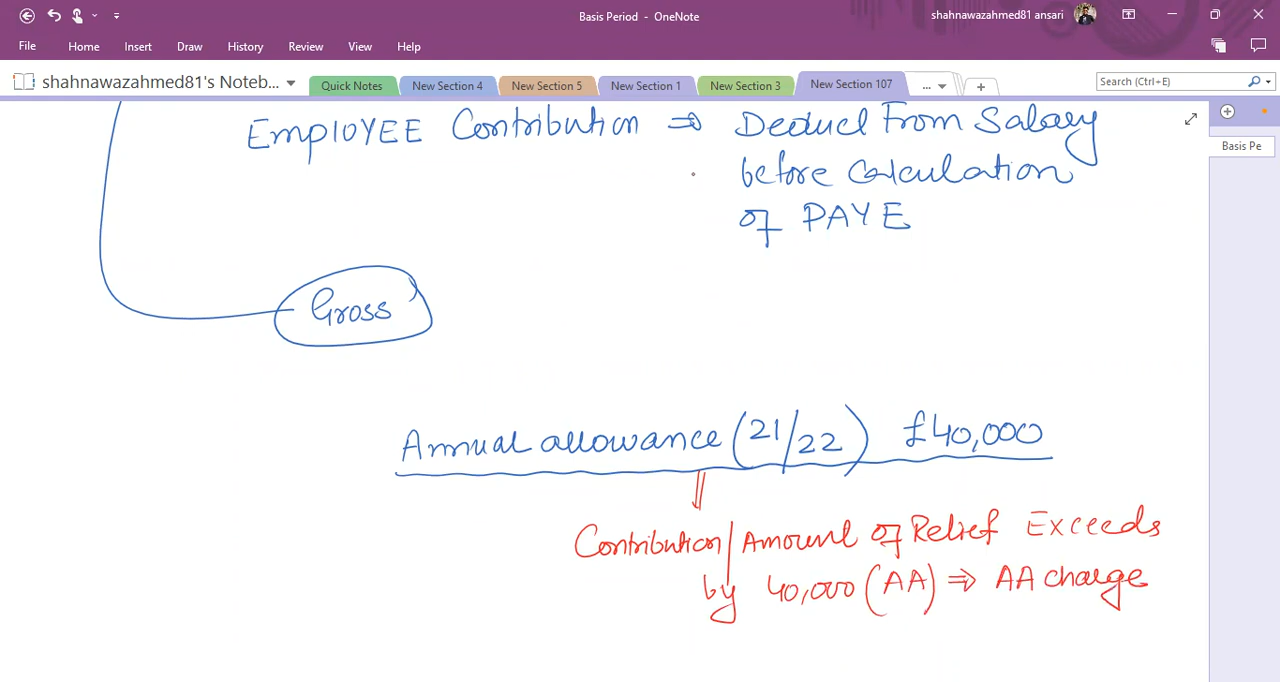 Basis Period - OneNote
shahnawazahmed81 ansari
File Home Insert Draw History Review View Help
shahnawazahmed81's Noteb... Quick Notes New Section 4 New Section 5 New Section 1 New Section 3 New Section 107 ... + Search (Ctrl+E)
Basis Pe
EMPloYEE Contribution ⇒ Deduct From Salary
before Calculation
of PAYE
Gross
Annual allowance (21/22) £40,000
Contribution/Amount of Relief Exceeds
by 40,000 (AA) ⇒ AA charge